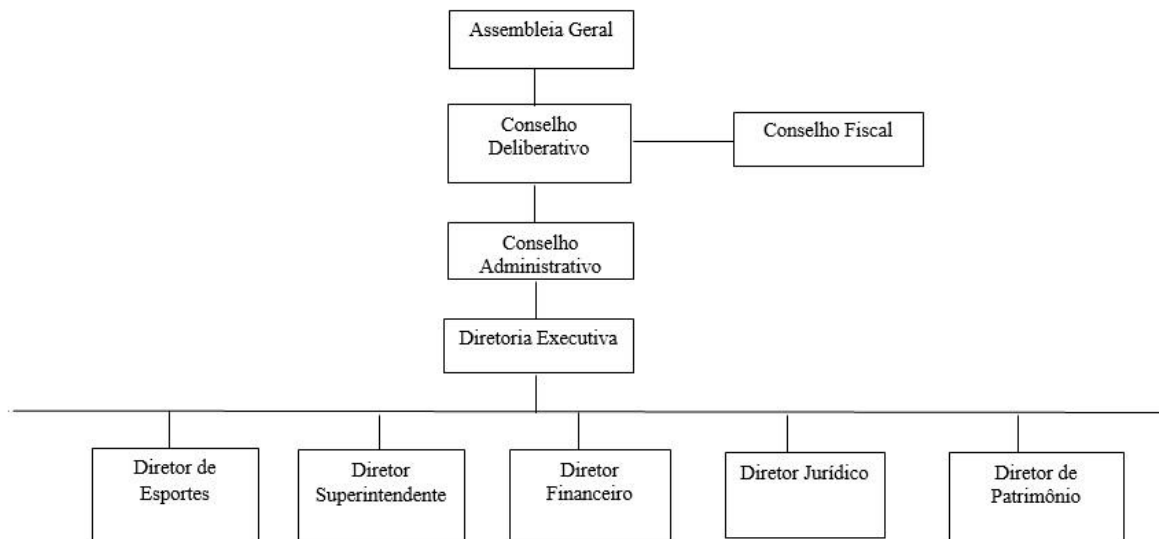 Assembleia Geral
Conselho
Deliberativo
Conselho Fiscal
Conselho
Administrativo
Diretoria Executiva
Diretor de
Esportes
Diretor
Superintendente
Diretor
Financeiro
Diretor Jurídico
Diretor de
Patrimônio